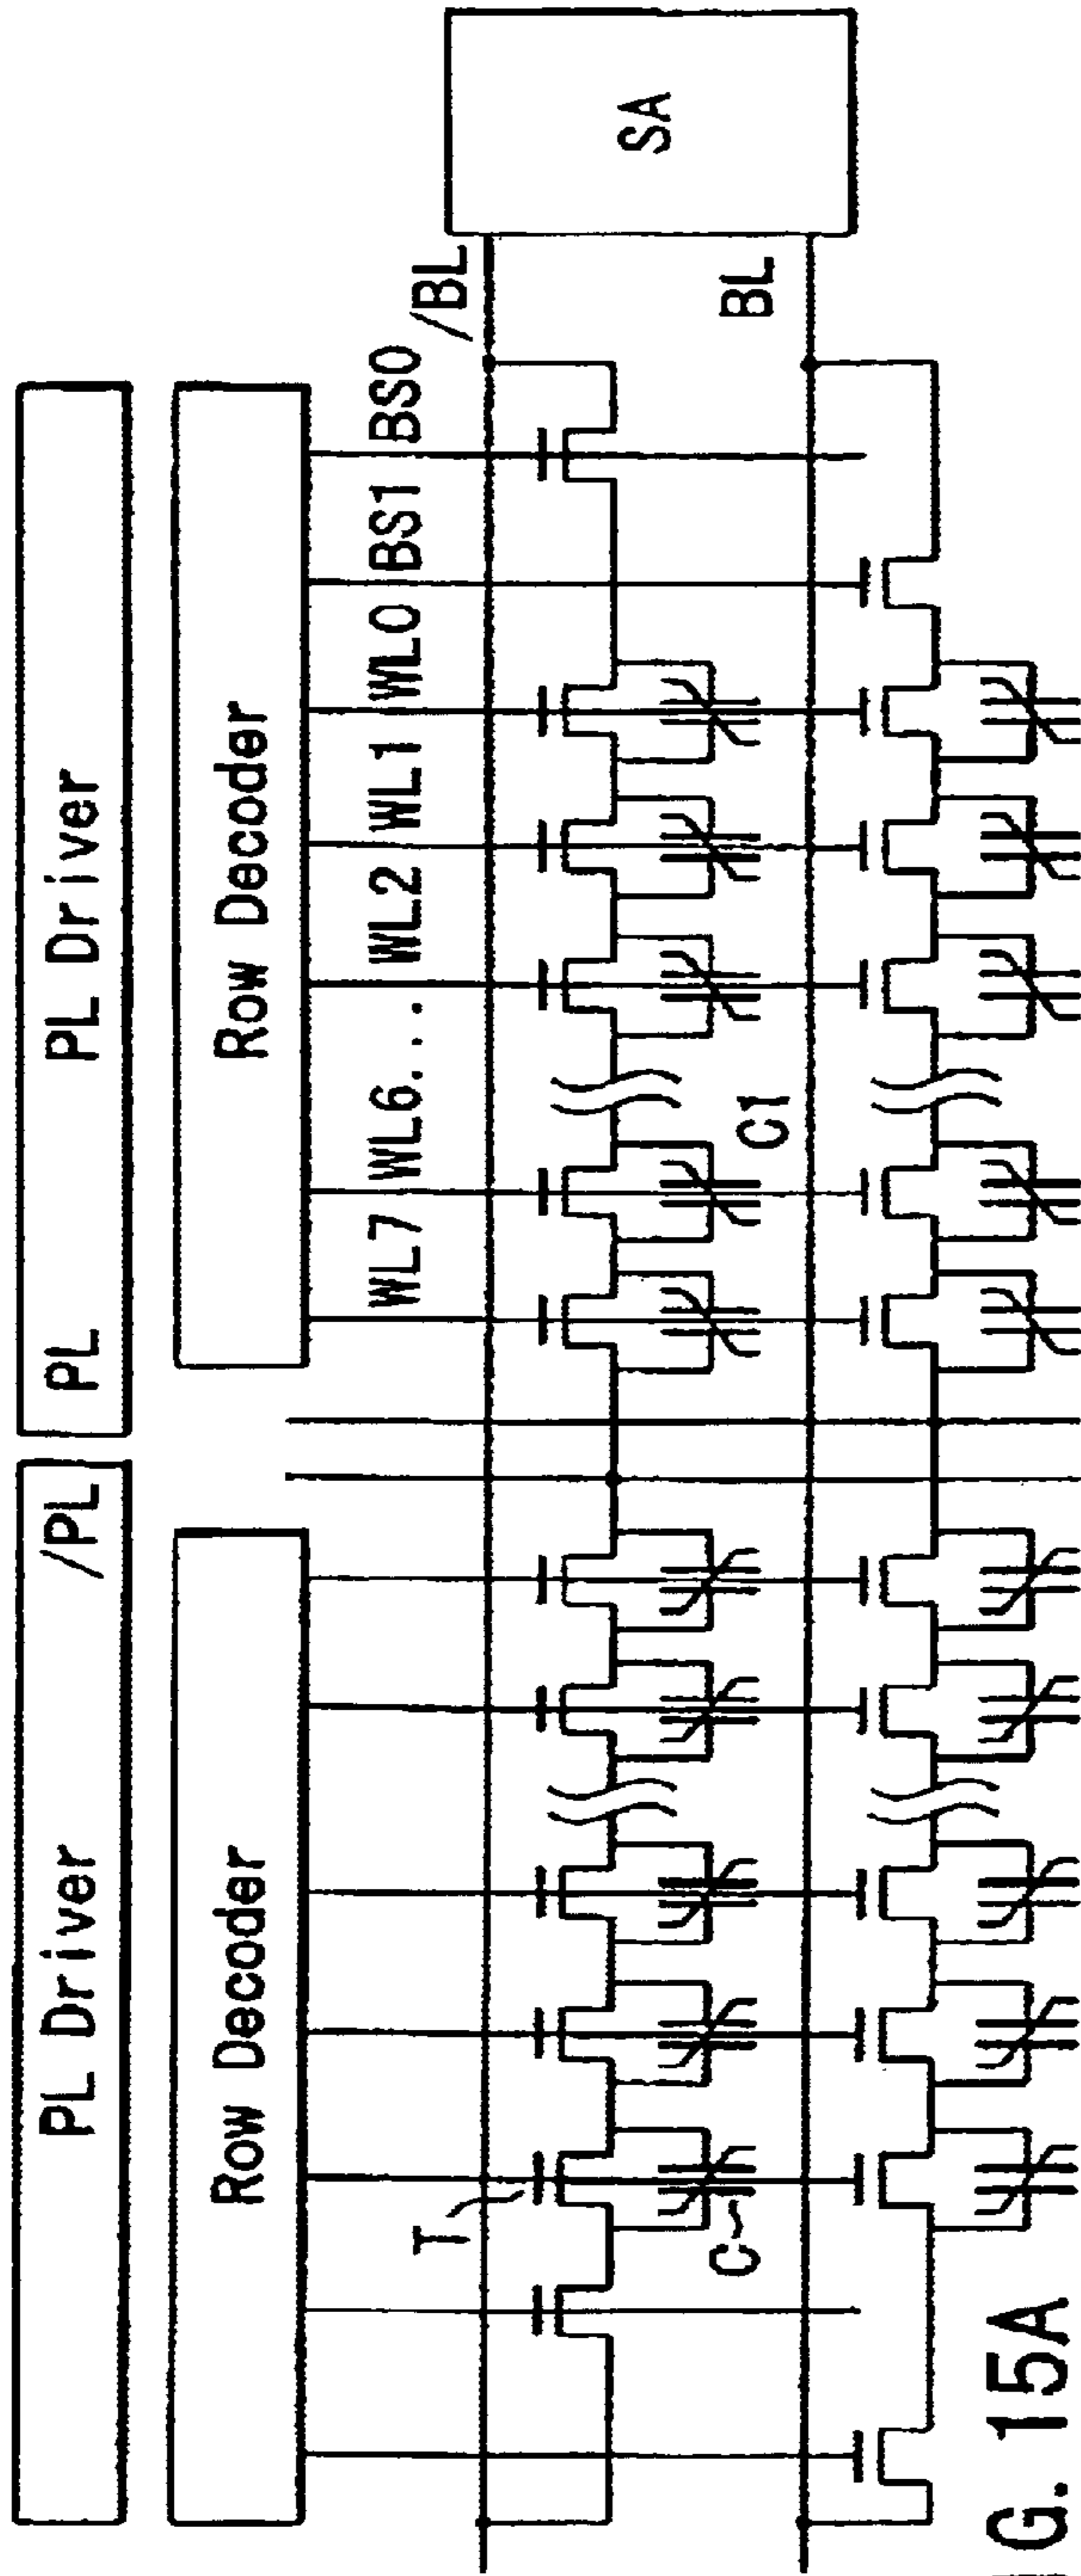 PL Driver /PL PL PL Driver
Row Decoder Row Decoder
WL7 WL6... WL2 WL1 WL0 BS1 BS0
/BL
T
SA
C C1 BL
G. 15A